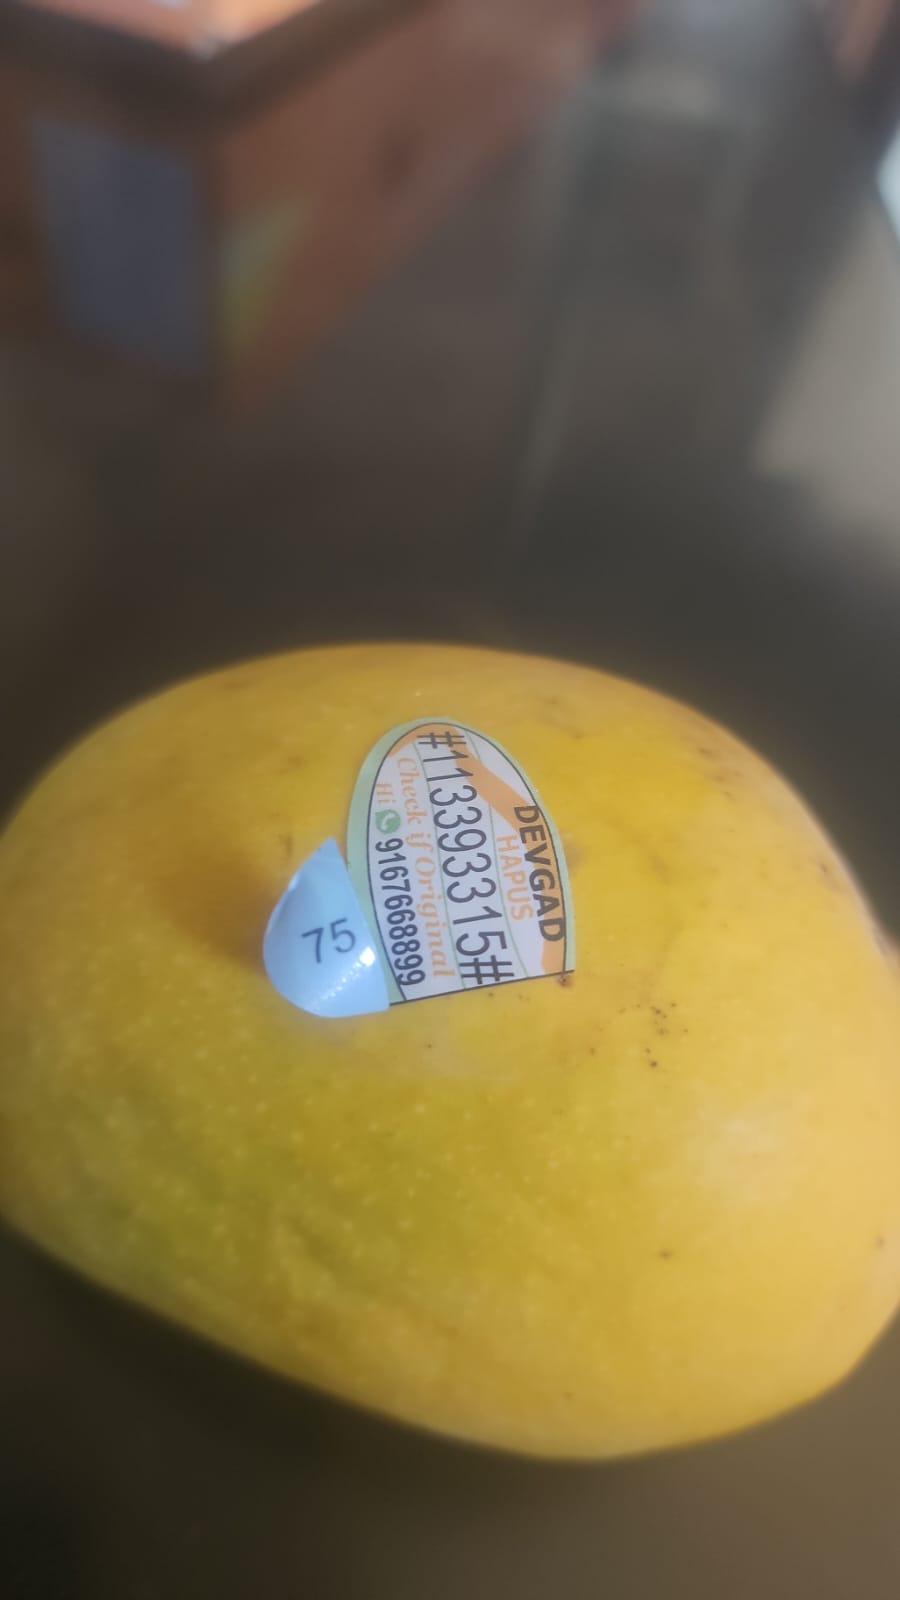 DEVGAD
HAPUS
#113393315#
Check if Original
Hi 9167668899
75